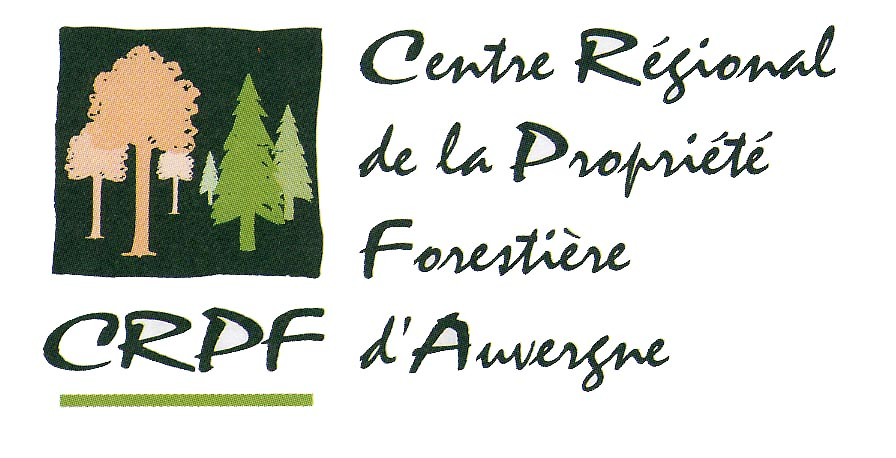 Centre Régional
de la Propriété
Forestière
d'Auvergne
CRPF